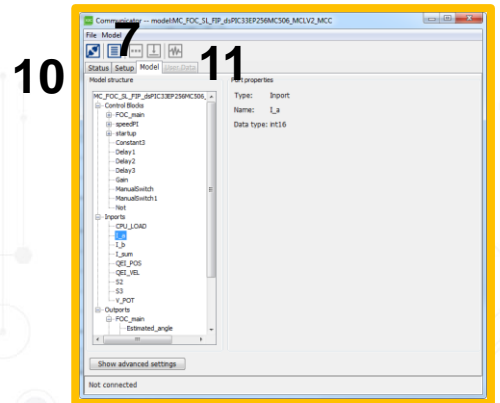 Communicator -- model:MC_FOC_SL_FIP_dsPIC33EP256MC506_MCLV2_MCC
File Model
7
10
11
Status Setup Model User Data
Model structure
Port properties
MC_FOC_SL_FIP_dsPIC33EP256MC506_
Type: Inport
Control Blocks
FOC_main
Name: I_a
speedPI
Data type: int16
startup
Constant3
Delay1
Delay2
Delay3
Gain
ManualSwitch
ManualSwitch1
Not
Inports
CPU_LOAD
I_a
I_b
I_sum
QEI_POS
QEI_VEL
S2
S3
V_POT
Outports
FOC_main
Estimated_angle
Show advanced settings
Not connected